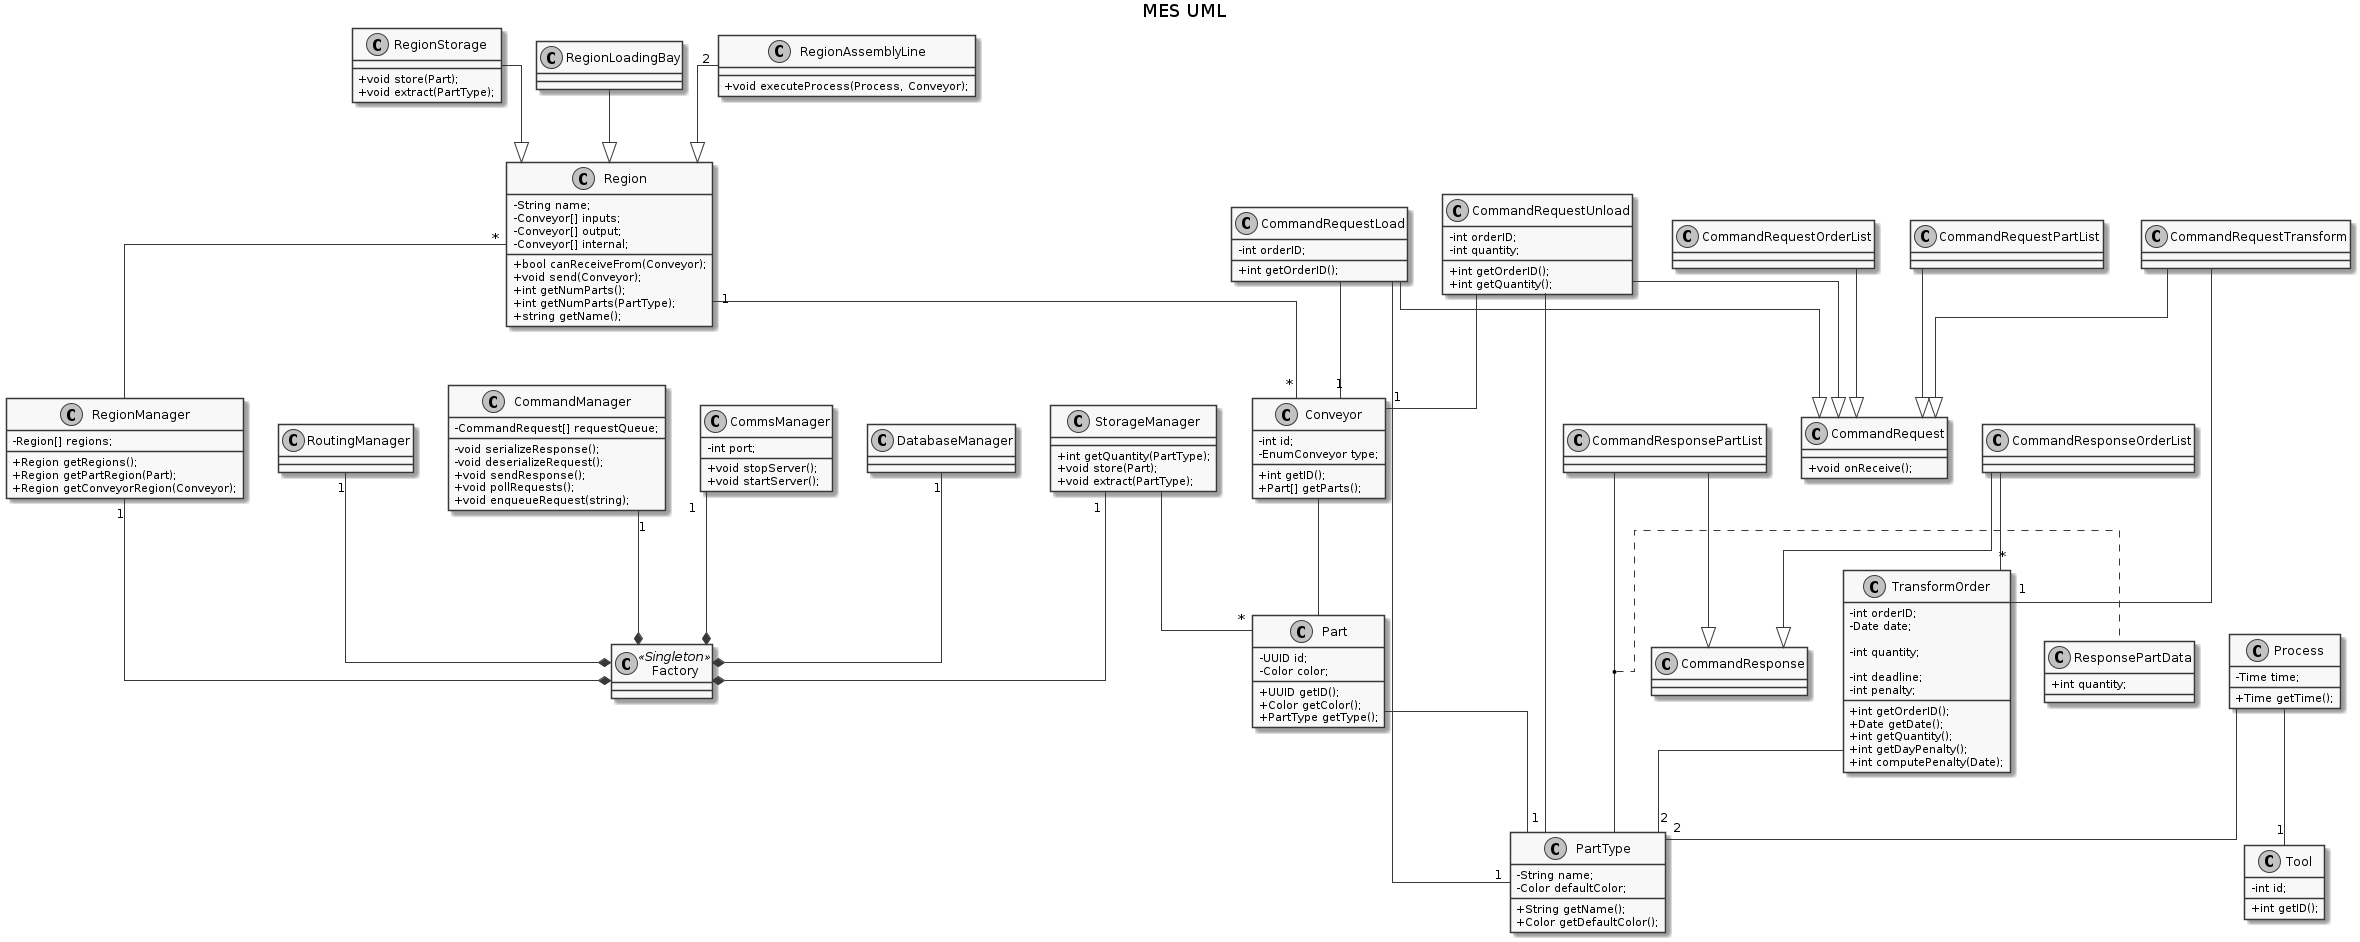 MES UML
C RegionStorage
+void store(Part);
+void extract(PartType);
C RegionLoadingBay
C RegionAssemblyLine
+void executeProcess(Process, Conveyor);
2
C Region
-String name;
-Conveyor[] inputs;
-Conveyor[] output;
-Conveyor[] internal;
+bool canReceiveFrom(Conveyor);
+void send(Conveyor);
+int getNumParts();
+int getNumParts(PartType);
+string getName();
*
1
C CommandRequestLoad
-int orderID;
+int getOrderID();
C CommandRequestUnload
-int orderID;
-int quantity;
+int getOrderID();
+int getQuantity();
C CommandRequestOrderList
C CommandRequestPartList
C CommandRequestTransform
C RegionManager
-Region[] regions;
+Region getRegions();
+Region getPartRegion(Part);
+Region getConveyorRegion(Conveyor);
1
C RoutingManager
1
C CommandManager
-CommandRequest[] requestQueue;
-void serializeResponse();
-void deserializeRequest();
+void sendResponse();
+void pollRequests();
+void enqueueRequest(string);
1
C CommsManager
-int port;
+void stopServer();
+void startServer();
1
C DatabaseManager
1
C StorageManager
+int getQuantity(PartType);
+void store(Part);
+void extract(PartType);
1
*
*
1
1
C Conveyor
-int id;
-EnumConveyor type;
+int getID();
+Part[] getParts();
C CommandResponsePartList
C CommandRequest
+void onReceive();
C CommandResponseOrderList
*
1
C «Singleton»
Factory
C Part
-UUID id;
-Color color;
+UUID getID();
+Color getColor();
+PartType getType();
C CommandResponse
C TransformOrder
-int orderID;
-Date date;
-int quantity;
-int deadline;
-int penalty;
+int getOrderID();
+Date getDate();
+int getQuantity();
+int getDayPenalty();
+int computePenalty(Date);
C ResponsePartData
+int quantity;
C Process
-Time time;
+Time getTime();
1
2
2
1
1
C PartType
-String name;
-Color defaultColor;
+String getName();
+Color getDefaultColor();
C Tool
-int id;
+int getID();